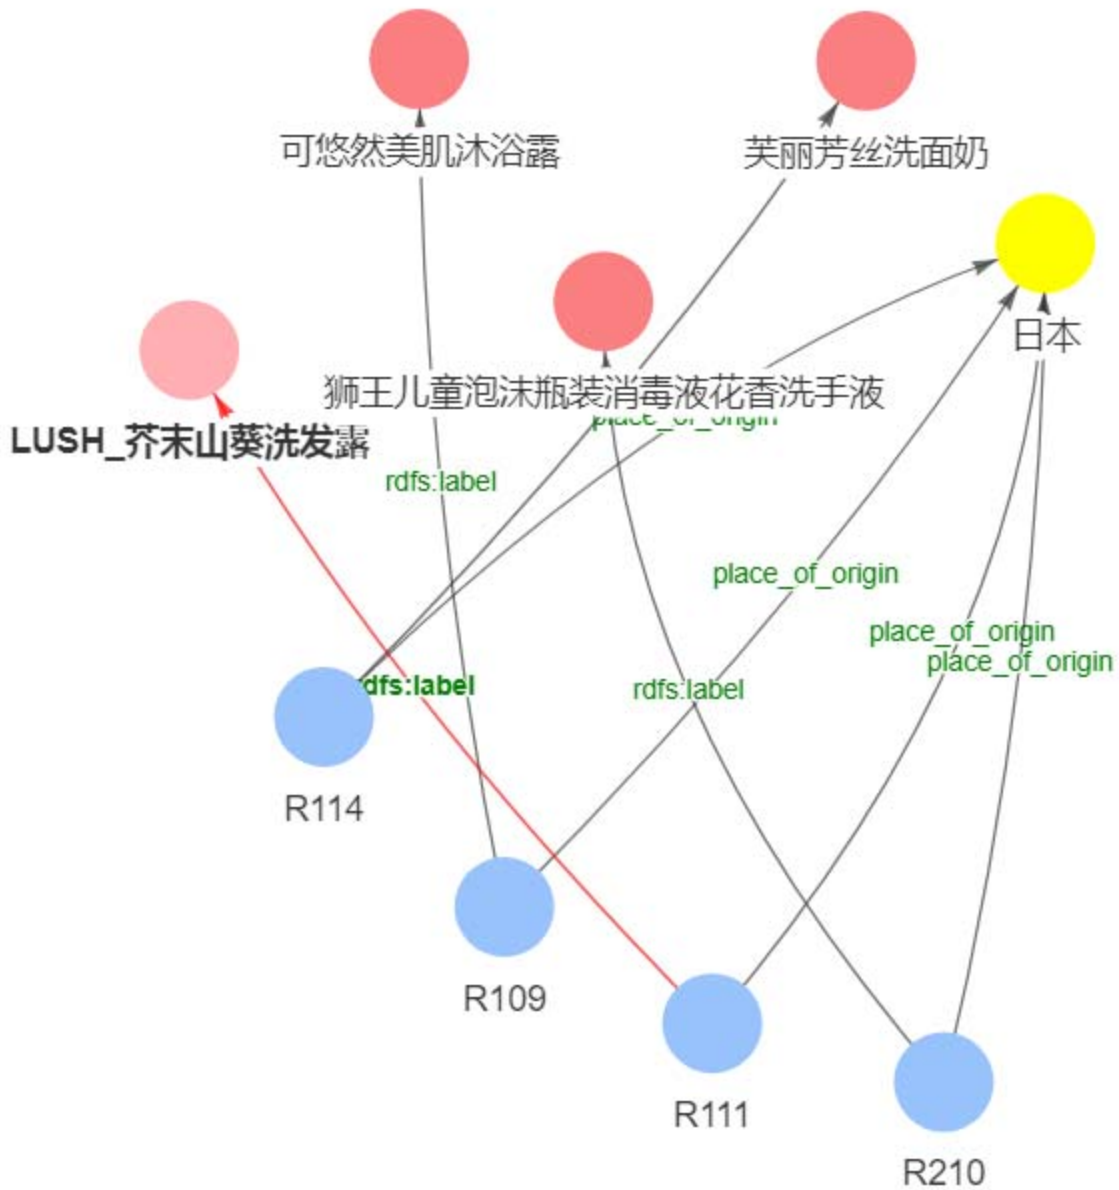 可悠然美肌沐浴露
芙丽芳丝洗面奶
日本
狮王儿童泡沫瓶装消毒液花香洗手液
place_of_origin
LUSH_芥末山葵洗发露
rdfs:label
place_of_origin
place_of_origin
place_of_origin
rdfs:label
rdfs:label
R114
R109
R111
R210